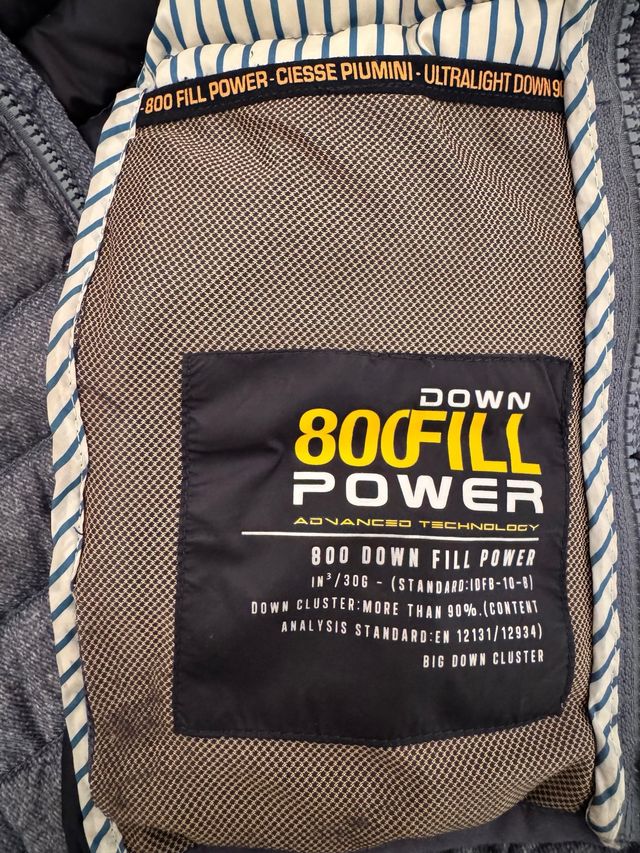 -800 FILL POWER-CIESSE PIUMINI-ULTRALIGHT DOWN 90
DOWN
800FILL
POWER
ADVANCED TECHNOLOGY
800 DOWN FILL POWER
IN³/30G - (STANDARD:IDFB-10-B)
DOWN CLUSTER:MORE THAN 90%.(CONTENT
ANALYSIS STANDARD:EN 12131/12934)
BIG DOWN CLUSTER